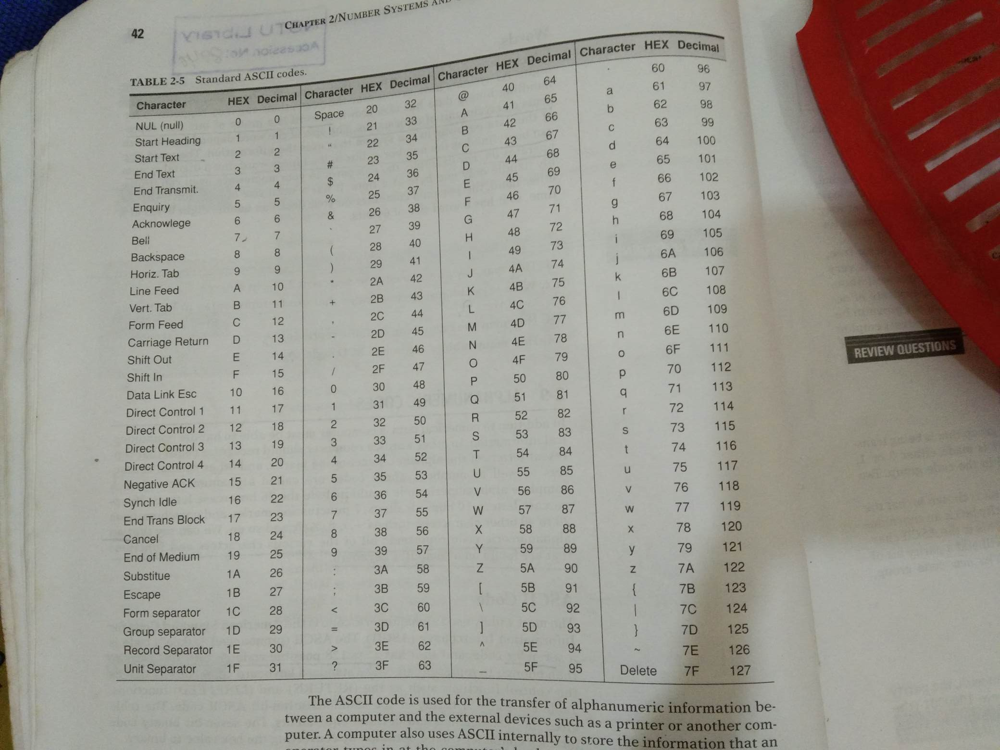 42 CHAPTER 2/NUMBER SYSTEMS AND
TABLE 2-5 Standard ASCII codes.
Character HEX Decimal Character HEX Decimal Character HEX Decimal Character HEX Decimal
NUL (null) 0 0 Space 20 32 @ 40 64 ` 60 96
Start Heading 1 1 ! 21 33 A 41 65 a 61 97
Start Text 2 2 “ 22 34 B 42 66 b 62 98
End Text 3 3 # 23 35 C 43 67 c 63 99
End Transmit. 4 4 $ 24 36 D 44 68 d 64 100
Enquiry 5 5 % 25 37 E 45 69 e 65 101
Acknowlege 6 6 & 26 38 F 46 70 f 66 102
Bell 7 7 ` 27 39 G 47 71 g 67 103
Backspace 8 8 ( 28 40 H 48 72 h 68 104
Horiz. Tab 9 9 ) 29 41 I 49 73 i 69 105
Line Feed A 10 * 2A 42 J 4A 74 j 6A 106
Vert. Tab B 11 + 2B 43 K 4B 75 k 6B 107
Form Feed C 12 , 2C 44 L 4C 76 l 6C 108
Carriage Return D 13 - 2D 45 M 4D 77 m 6D 109
Shift Out E 14 . 2E 46 N 4E 78 n 6E 110
Shift In F 15 / 2F 47 O 4F 79 o 6F 111
Data Link Esc 10 16 0 30 48 P 50 80 p 70 112
Direct Control 1 11 17 1 31 49 Q 51 81 q 71 113
Direct Control 2 12 18 2 32 50 R 52 82 r 72 114
Direct Control 3 13 19 3 33 51 S 53 83 s 73 115
Direct Control 4 14 20 4 34 52 T 54 84 t 74 116
Negative ACK 15 21 5 35 53 U 55 85 u 75 117
Synch Idle 16 22 6 36 54 V 56 86 v 76 118
End Trans Block 17 23 7 37 55 W 57 87 w 77 119
Cancel 18 24 8 38 56 X 58 88 x 78 120
End of Medium 19 25 9 39 57 Y 59 89 y 79 121
Substitue 1A 26 : 3A 58 Z 5A 90 z 7A 122
Escape 1B 27 ; 3B 59 [ 5B 91 { 7B 123
Form separator 1C 28 < 3C 60 \ 5C 92 | 7C 124
Group separator 1D 29 = 3D 61 ] 5D 93 } 7D 125
Record Separator 1E 30 > 3E 62 ^ 5E 94 ~ 7E 126
Unit Separator 1F 31 ? 3F 63 _ 5F 95 Delete 7F 127
The ASCII code is used for the transfer of alphanumeric information be-
tween a computer and the external devices such as a printer or another com-
puter. A computer also uses ASCII internally to store the information that an
REVIEW QUESTIONS